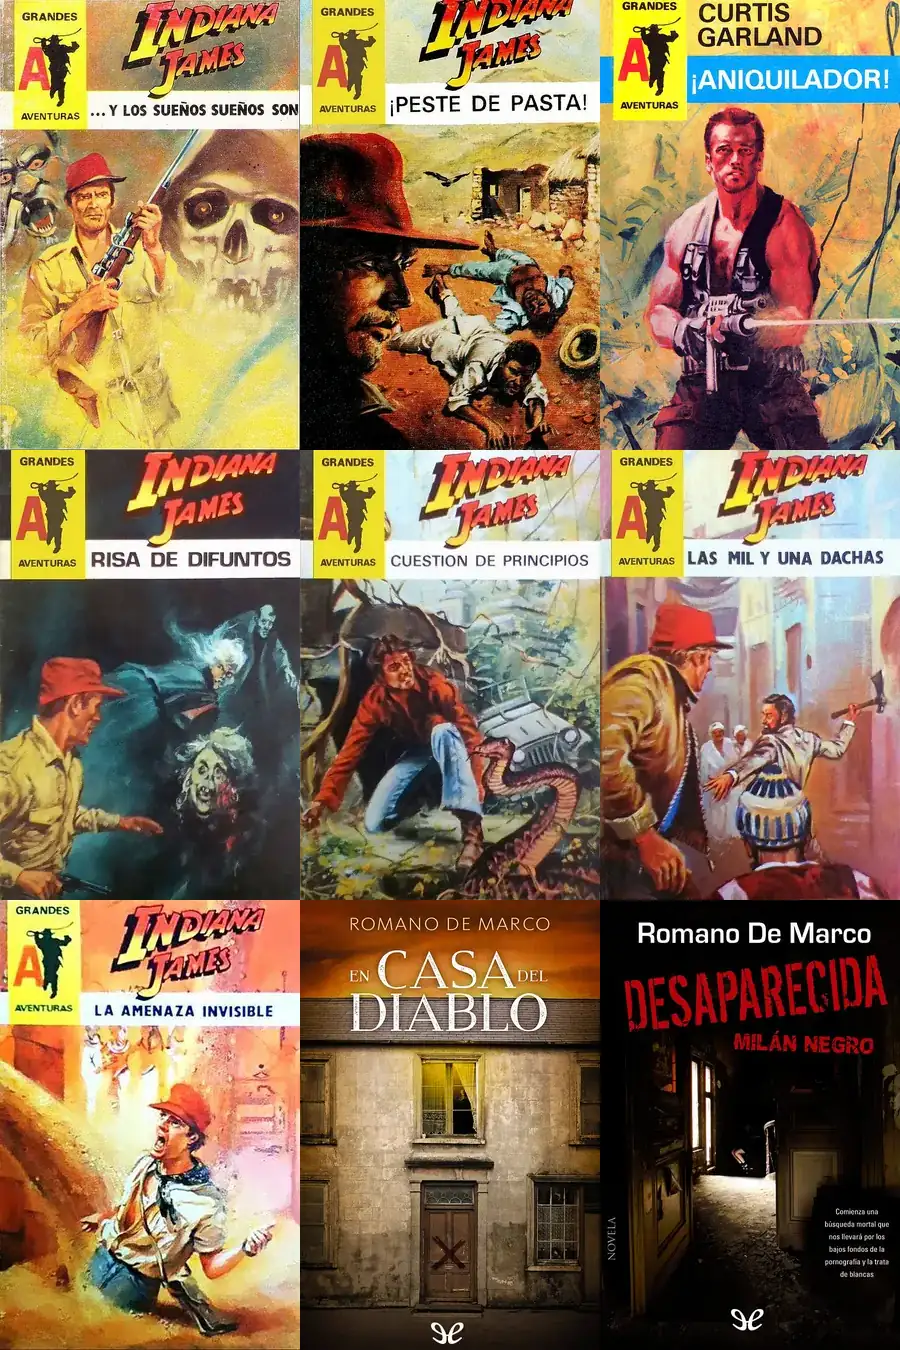 GRANDES
A
AVENTURAS
INDIANA
JAMES
...Y LOS SUEÑOS SUEÑOS SON
GRANDES
A
AVENTURAS
INDIANA
JAMES
¡PESTE DE PASTA!
GRANDES
A
AVENTURAS
CURTIS
GARLAND
¡ANIQUILADOR!
GRANDES
A
AVENTURAS
INDIANA
JAMES
RISA DE DIFUNTOS
GRANDES
A
AVENTURAS
INDIANA
JAMES
CUESTION DE PRINCIPIOS
GRANDES
A
AVENTURAS
INDIANA
JAMES
LAS MIL Y UNA DACHAS
GRANDES
A
AVENTURAS
INDIANA
JAMES
LA AMENAZA INVISIBLE
ROMANO DE MARCO
EN CASA DEL
DIABLO
Romano De Marco
DESAPARECIDA
MILÁN NEGRO
NOVELA
Comienza una
búsqueda mortal que
nos llevará por los
bajos fondos de la
pornografía y la trata
de blancas